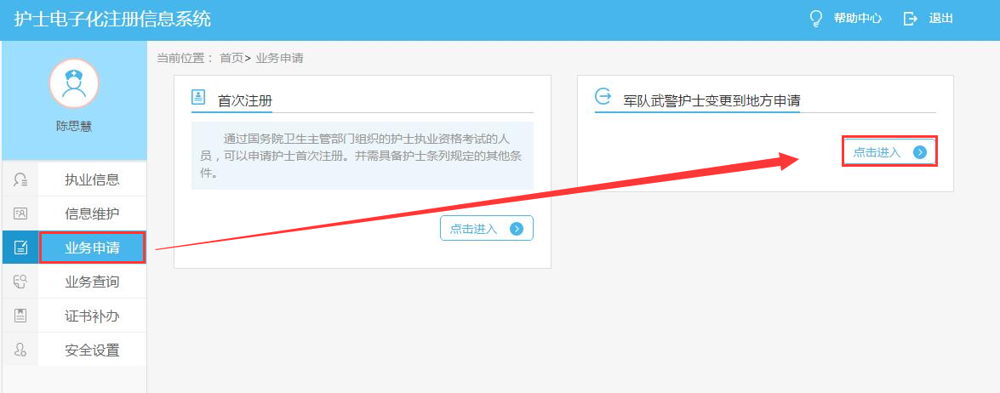 护士电子化注册信息系统
帮助中心
退出
陈思慧
执业信息
信息维护
业务申请
业务查询
证书补办
安全设置
当前位置： 首页> 业务申请
首次注册
通过国务院卫生主管部门组织的护士执业资格考试的人
员，可以申请护士首次注册。并需具备护士条列规定的其他条
件。
点击进入
军队武警护士变更到地方申请
点击进入